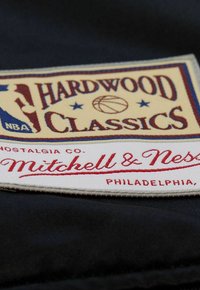 HARDWOOD
NBA
CLASSICS
NOSTALGIA CO.
Mitchell & Ness
PHILADELPHIA,